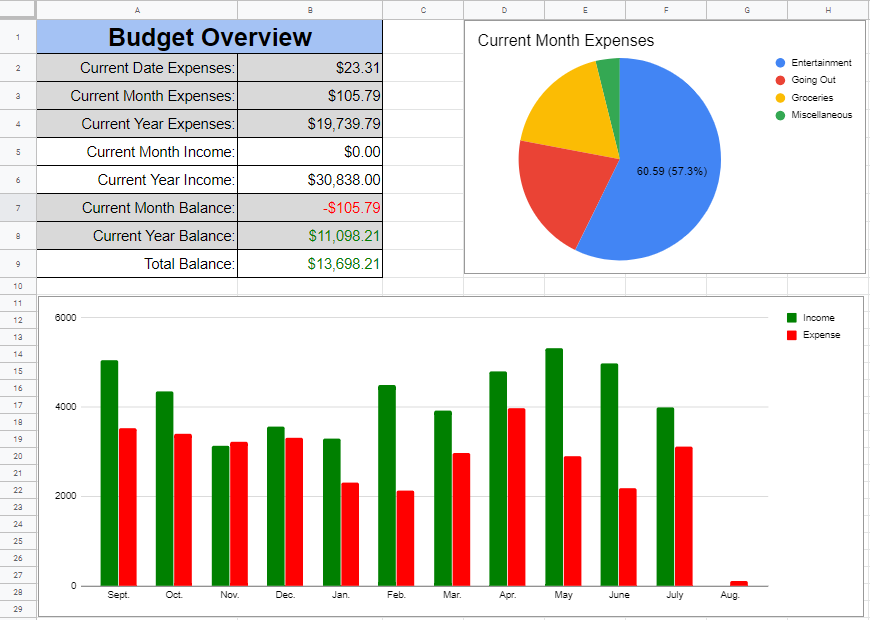 A B C D E F G H
1 Budget Overview
2 Current Date Expenses: $23.31
3 Current Month Expenses: $105.79
4 Current Year Expenses: $19,739.79
5 Current Month Income: $0.00
6 Current Year Income: $30,838.00
7 Current Month Balance: -$105.79
8 Current Year Balance: $11,098.21
9 Total Balance: $13,698.21
Current Month Expenses
Entertainment
Going Out
Groceries
Miscellaneous
60.59 (57.3%)
10
11
12
13
14
15
16
17
18
19
20
21
22
23
24
25
26
27
28
29
Income
Expense
6000
4000
2000
0
Sept. Oct. Nov. Dec. Jan. Feb. Mar. Apr. May June July Aug.